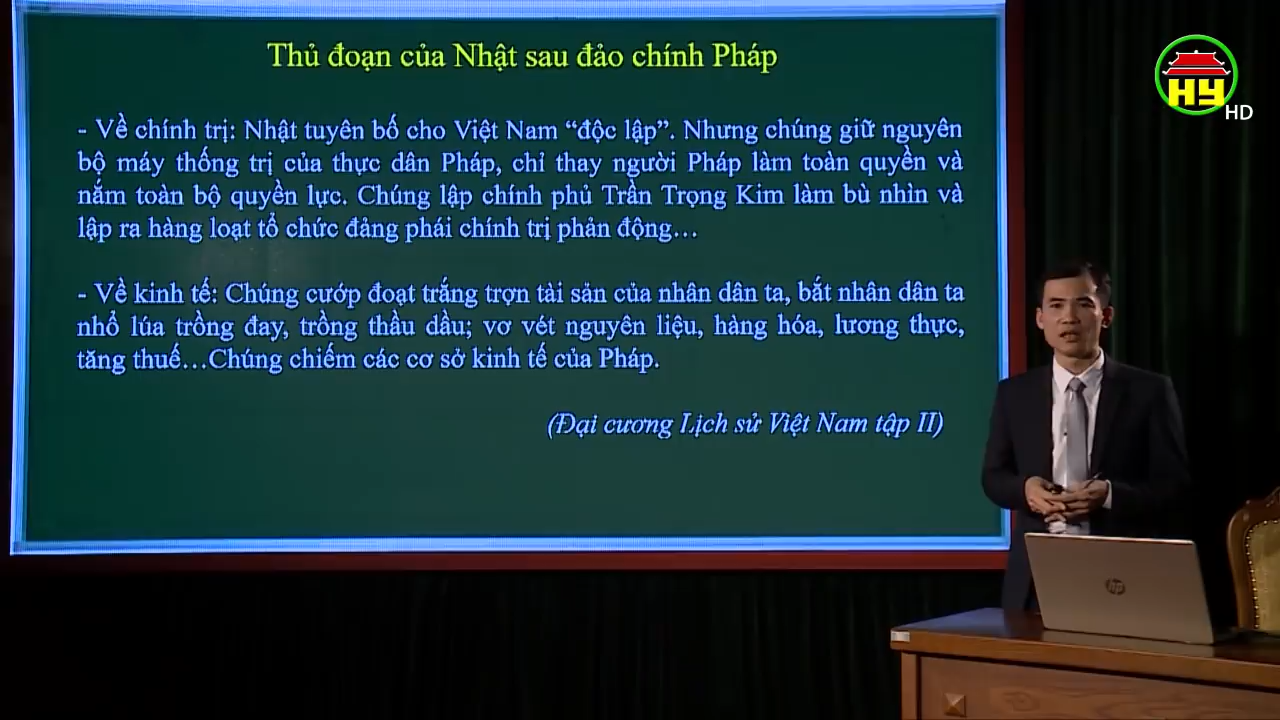 Thủ đoạn của Nhật sau đảo chính Pháp
- Về chính trị: Nhật tuyên bố cho Việt Nam “độc lập”. Nhưng chúng giữ nguyên
bộ máy thống trị của thực dân Pháp, chỉ thay người Pháp làm toàn quyền và
nắm toàn bộ quyền lực. Chúng lập chính phủ Trần Trọng Kim làm bù nhìn và
lập ra hàng loạt tổ chức đảng phái chính trị phản động…
- Về kinh tế: Chúng cướp đoạt trắng trợn tài sản của nhân dân ta, bắt nhân dân ta
nhổ lúa trồng đay, trồng thầu dầu; vơ vét nguyên liệu, hàng hóa, lương thực,
tăng thuế…Chúng chiếm các cơ sở kinh tế của Pháp.
(Đại cương Lịch sử Việt Nam tập II)
HY
HD
hp